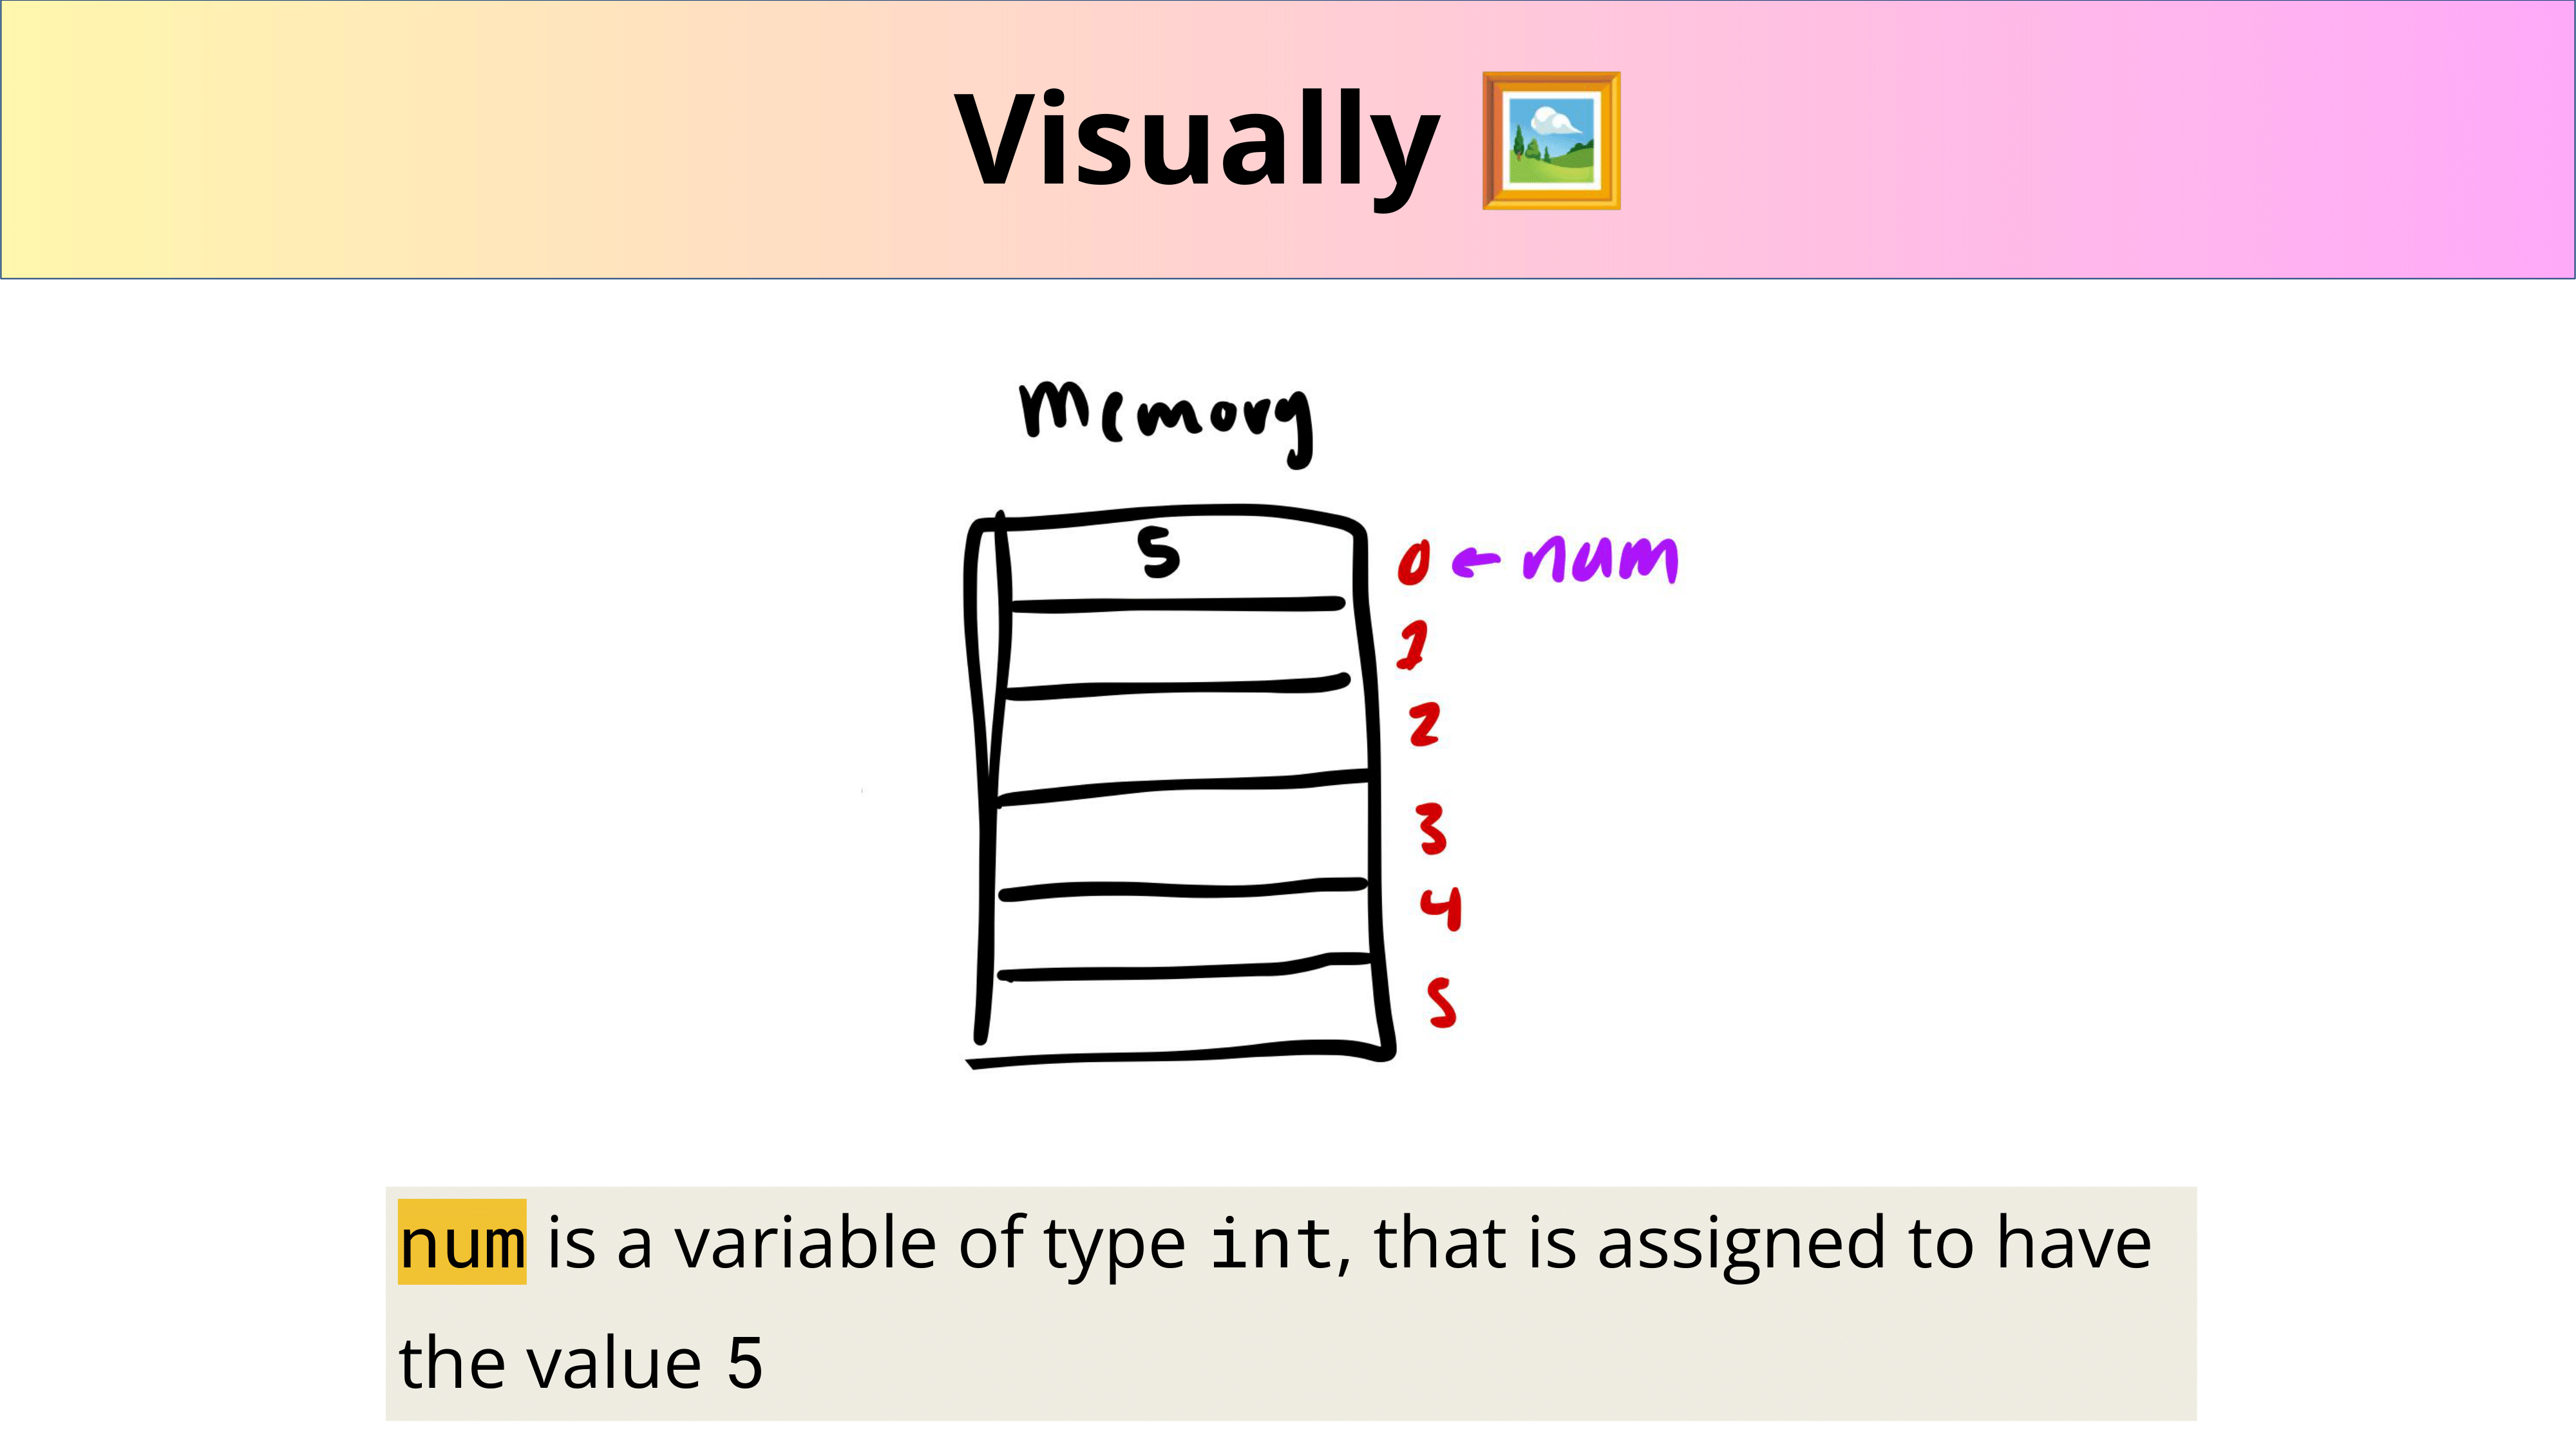 Visually
Memory
5
0 ← num
1
2
3
4
5
num is a variable of type int, that is assigned to have
the value 5